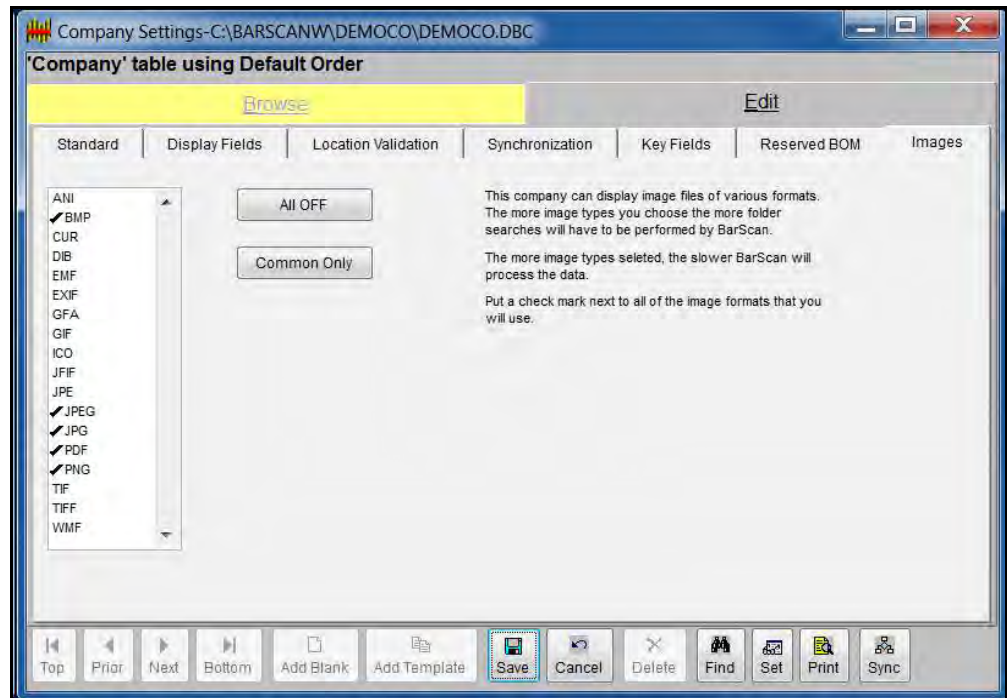 Company Settings-C:\BARSCANW\DEMOCO\DEMOCO.DBC
'Company' table using Default Order
Browse
Edit
Standard
Display Fields
Location Validation
Synchronization
Key Fields
Reserved BOM
Images
ANI
BMP
CUR
DIB
EMF
EXIF
GFA
GIF
ICO
JFIF
JPE
JPEG
JPG
PDF
PNG
TIF
TIFF
WMF
All OFF
Common Only
This company can display image files of various formats.
The more image types you choose the more folder
searches will have to be performed by BarScan.
The more image types seleted, the slower BarScan will
process the data.
Put a check mark next to all of the image formats that you
will use.
Top
Prior
Next
Bottom
Add Blank
Add Template
Save
Cancel
Delete
Find
Set
Print
Sync